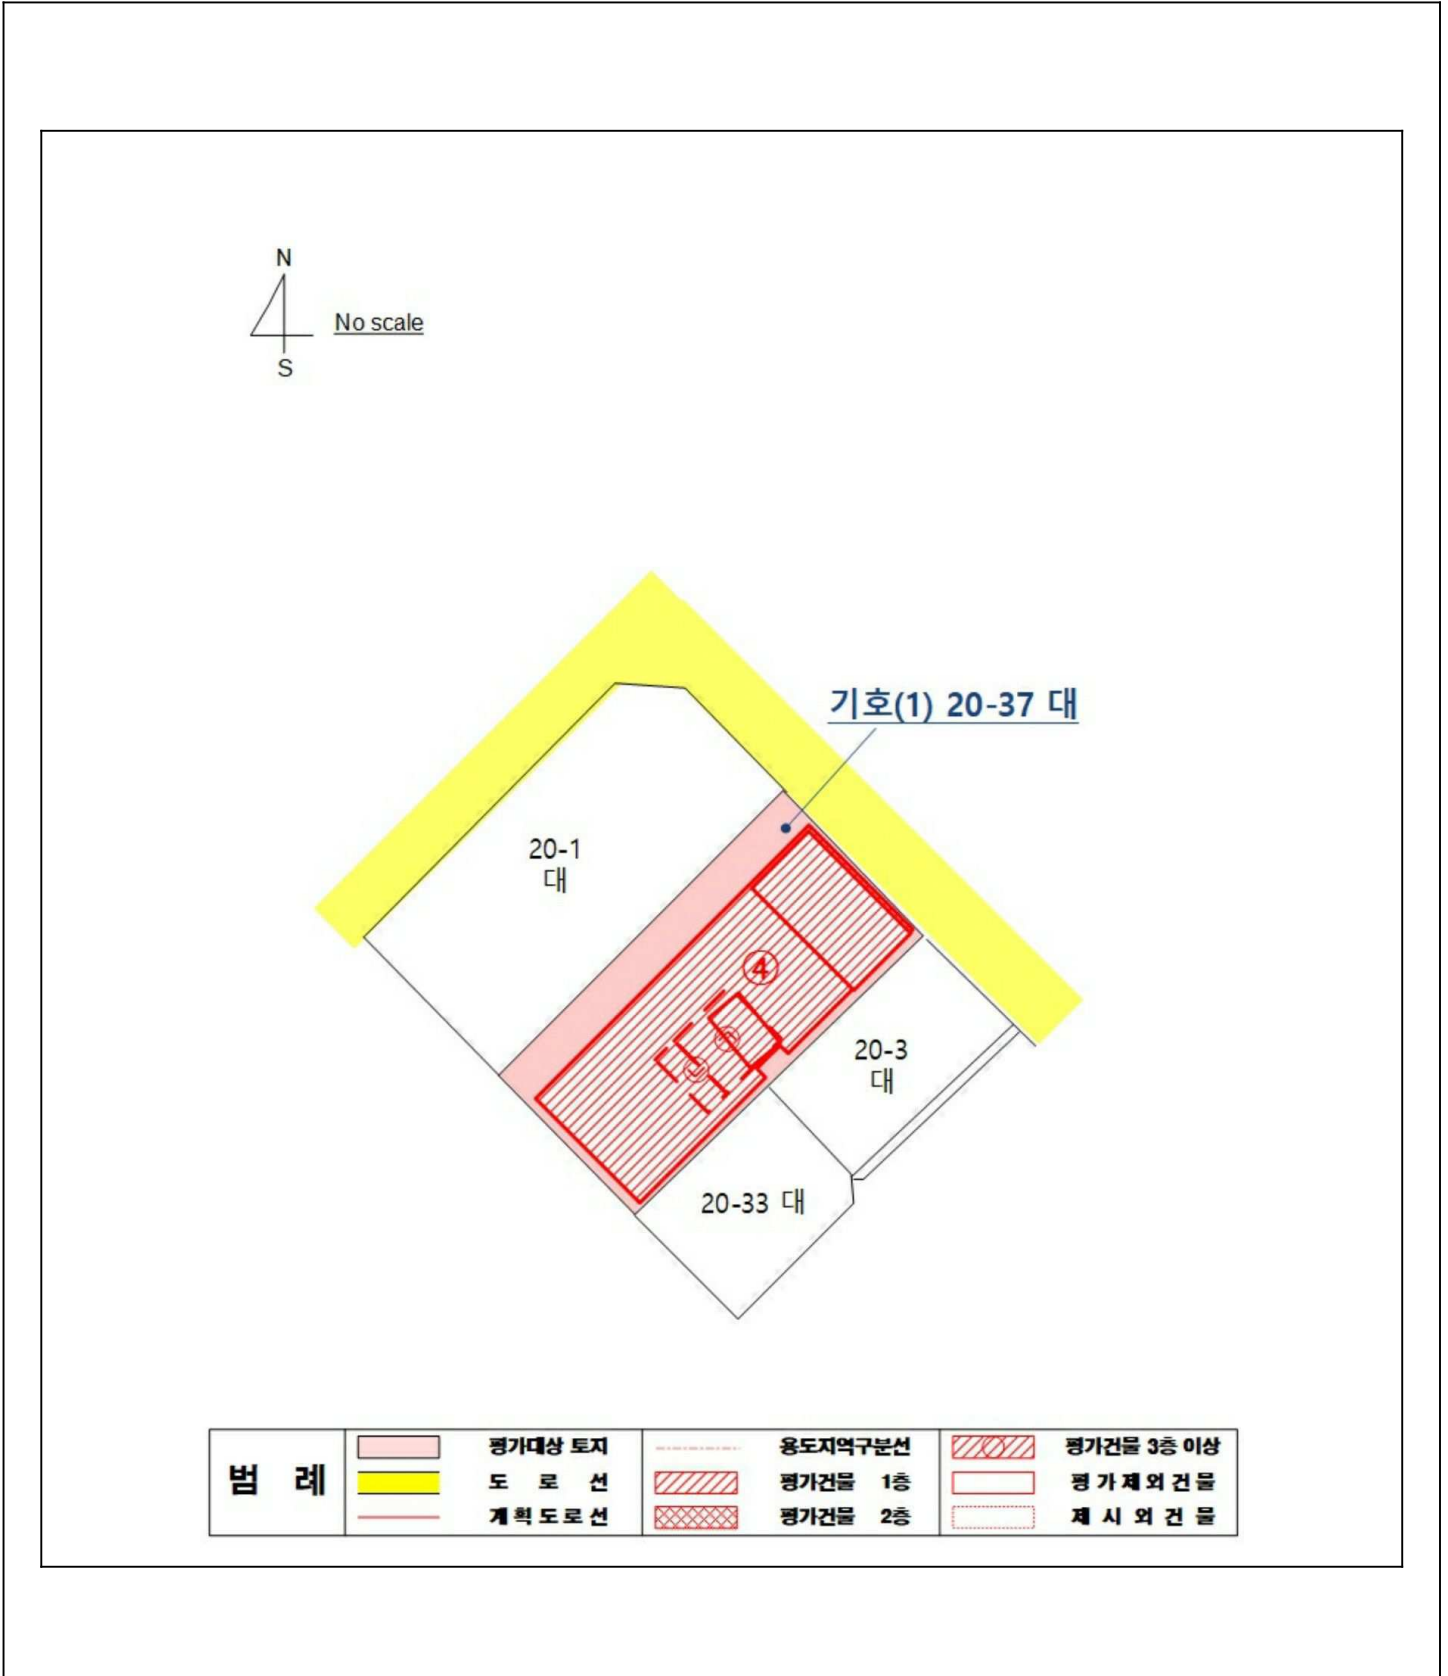 N
No scale
S
기호(1) 20-37 대
20-1
대
④
㉠
㉡
20-3
대
20-33 대
범 례
평가대상 토지
용도지역구분선
평가건물 3층 이상
도 로 선
평가건물 1층
평가제외건물
계획도로선
평가건물 2층
제 시 외 건 물